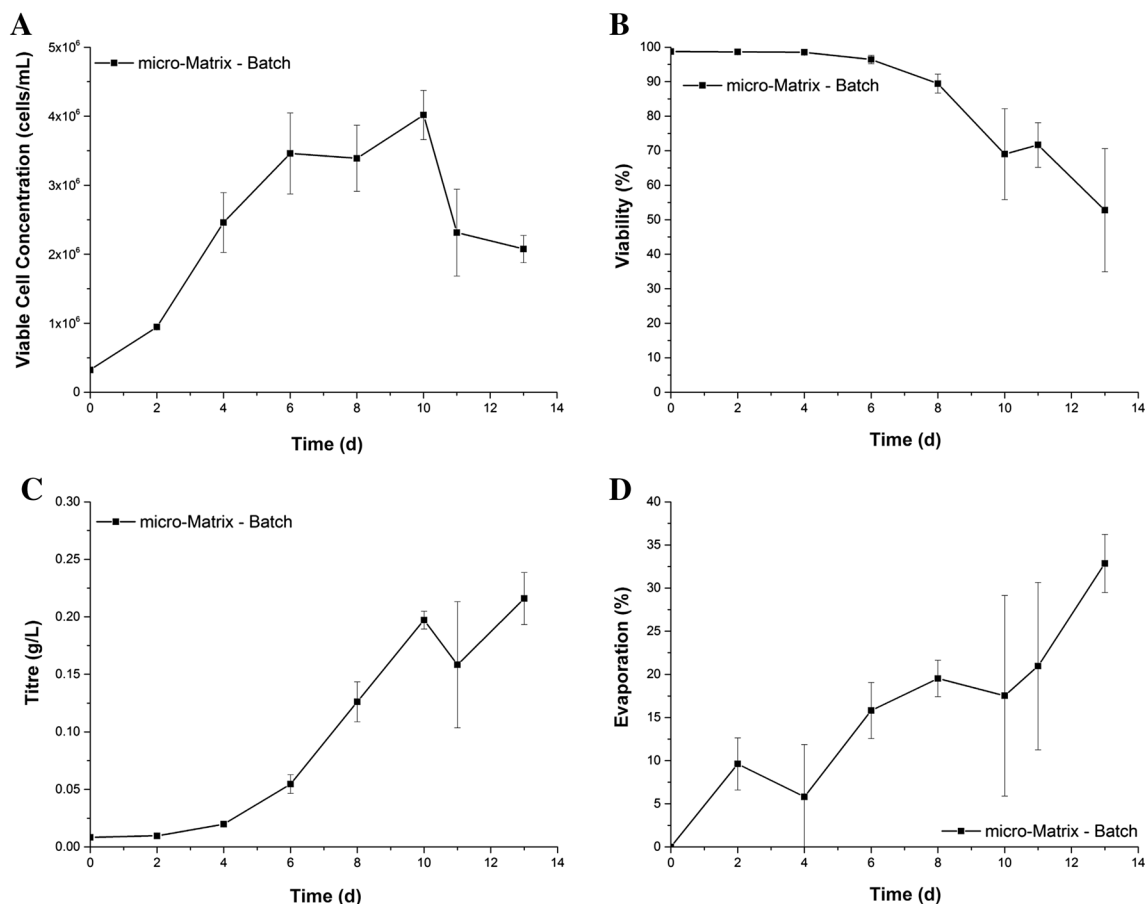 A
Viable Cell Concentration (cells/mL)
5x10⁶
4x10⁶
3x10⁶
2x10⁶
1x10⁶
0
micro-Matrix - Batch
0 2 4 6 8 10 12 14
Time (d)
B
Viability (%)
100
90
80
70
60
50
40
30
20
10
0
micro-Matrix - Batch
0 2 4 6 8 10 12 14
Time (d)
C
Titre (g/L)
0.30
0.25
0.20
0.15
0.10
0.05
0.00
micro-Matrix - Batch
0 2 4 6 8 10 12 14
Time (d)
D
Evaporation (%)
40
35
30
25
20
15
10
5
0
micro-Matrix - Batch
0 2 4 6 8 10 12 14
Time (d)